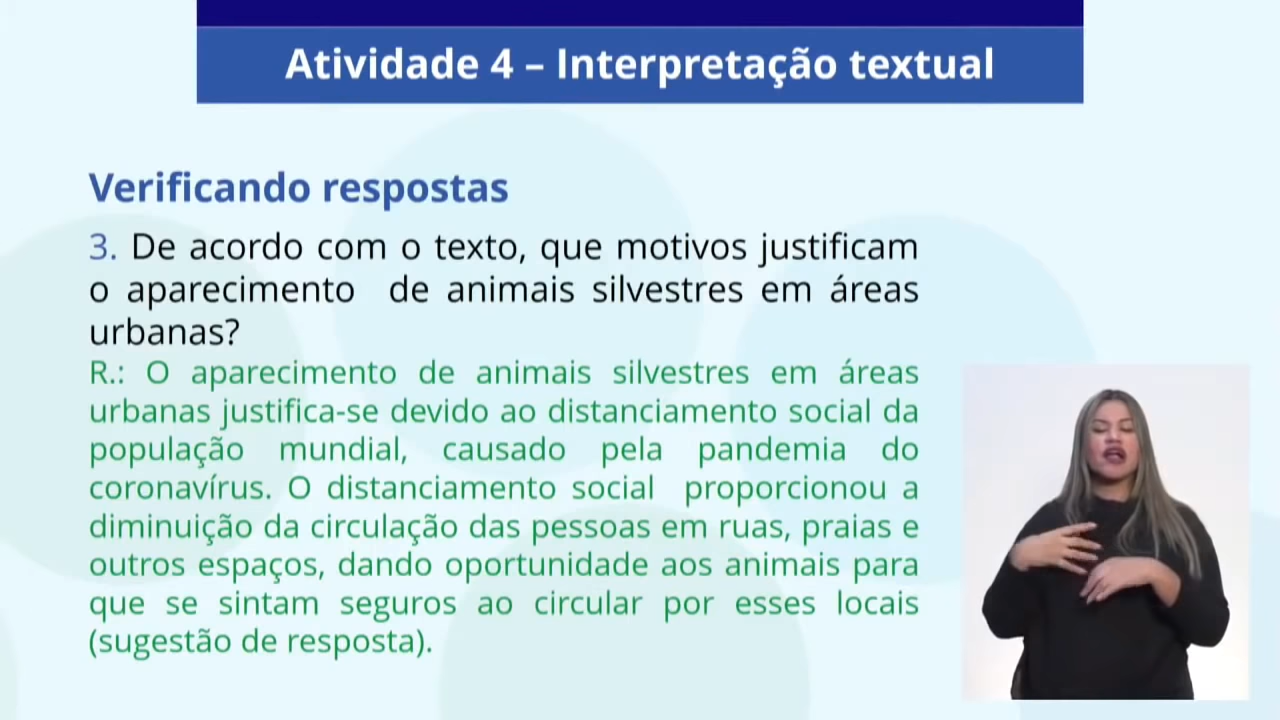 Atividade 4 – Interpretação textual
Verificando respostas
3. De acordo com o texto, que motivos justificam
o aparecimento de animais silvestres em áreas
urbanas?
R.: O aparecimento de animais silvestres em áreas
urbanas justifica-se devido ao distanciamento social da
população mundial, causado pela pandemia do
coronavírus. O distanciamento social proporcionou a
diminuição da circulação das pessoas em ruas, praias e
outros espaços, dando oportunidade aos animais para
que se sintam seguros ao circular por esses locais
(sugestão de resposta).